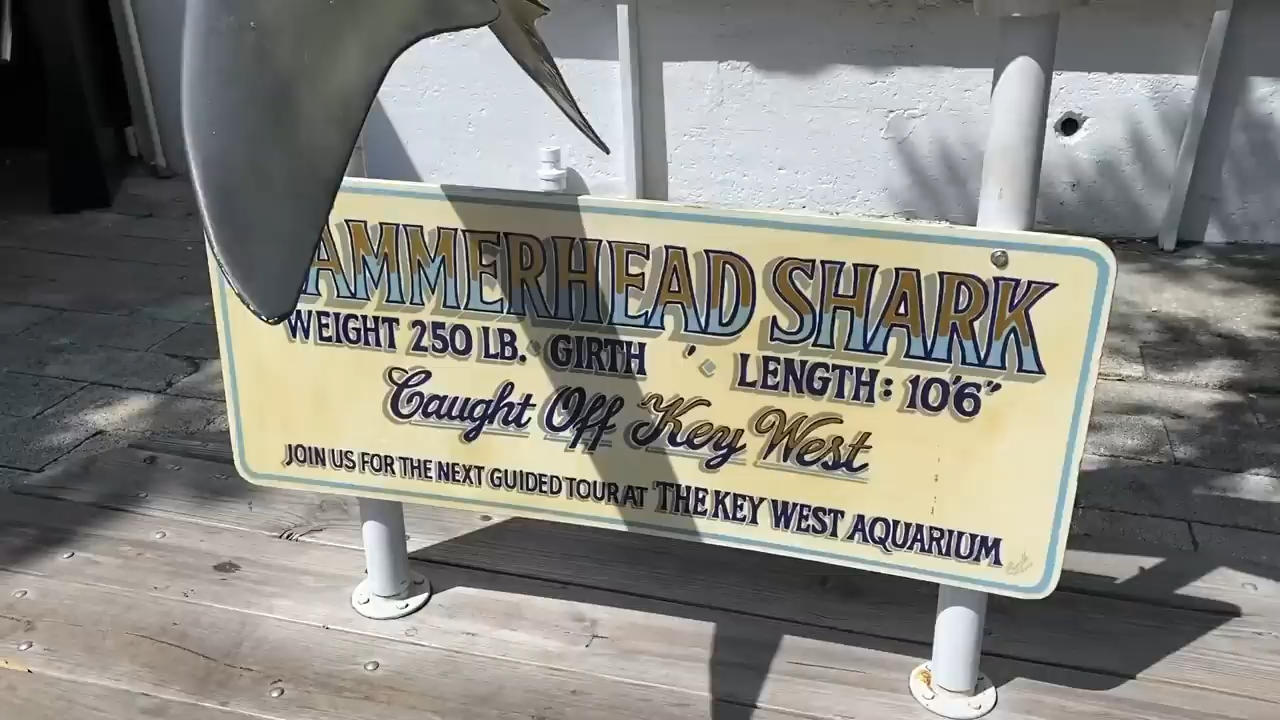 AMMERHEAD SHARK
WEIGHT 250 LB. GIRTH ' LENGTH: 10'6"
Caught Off Key West
JOIN US FOR THE NEXT GUIDED TOUR AT THE KEY WEST AQUARIUM